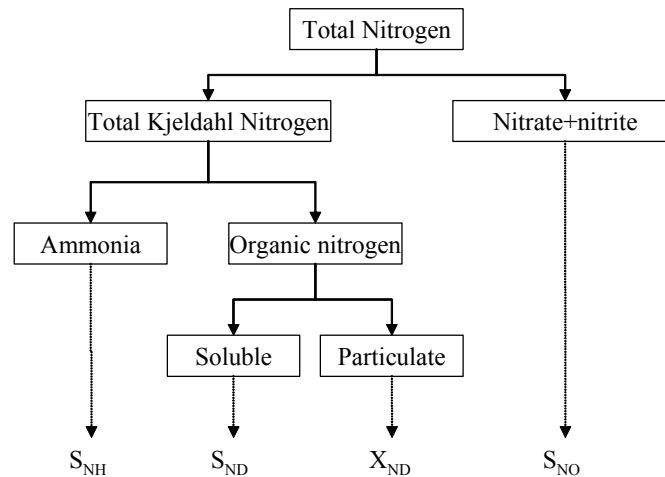 Total Nitrogen
Total Kjeldahl Nitrogen
Nitrate+nitrite
Ammonia
Organic nitrogen
Soluble
Particulate
S_NH
S_ND
X_ND
S_NO